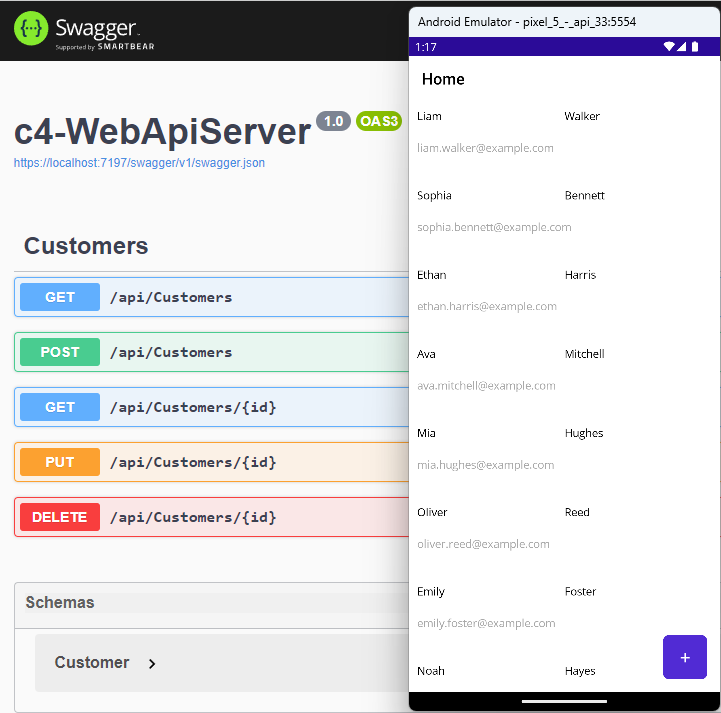 Swagger.
Supported by SMARTBEAR
c4-WebApiServer 1.0 OAS3
https://localhost:7197/swagger/v1/swagger.json
Customers
GET /api/Customers
POST /api/Customers
GET /api/Customers/{id}
PUT /api/Customers/{id}
DELETE /api/Customers/{id}
Schemas
Customer
Android Emulator - pixel_5_-_api_33:5554
1:17
Home
Liam Walker
liam.walker@example.com
Sophia Bennett
sophia.bennett@example.com
Ethan Harris
ethan.harris@example.com
Ava Mitchell
ava.mitchell@example.com
Mia Hughes
mia.hughes@example.com
Oliver Reed
oliver.reed@example.com
Emily Foster
emily.foster@example.com
Noah Hayes
+